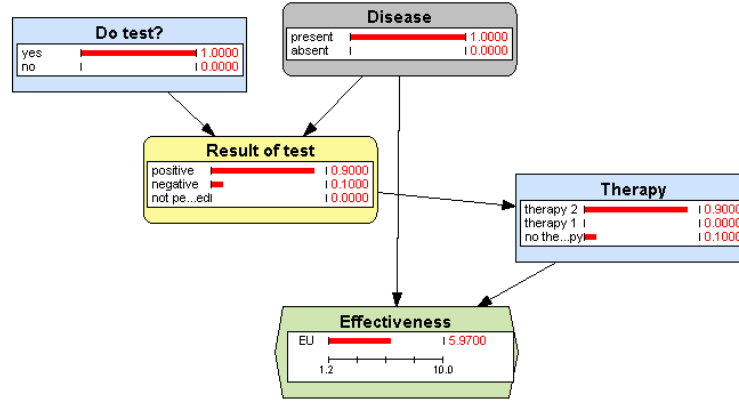 Do test?
yes 1.0000
no 0.0000
Disease
present 1.0000
absent 0.0000
Result of test
positive 0.9000
negative 0.1000
not pe...ed 0.0000
Therapy
therapy 2 0.9000
therapy 1 0.0000
no the...py 0.1000
Effectiveness
EU 5.9700
1.2 10.0